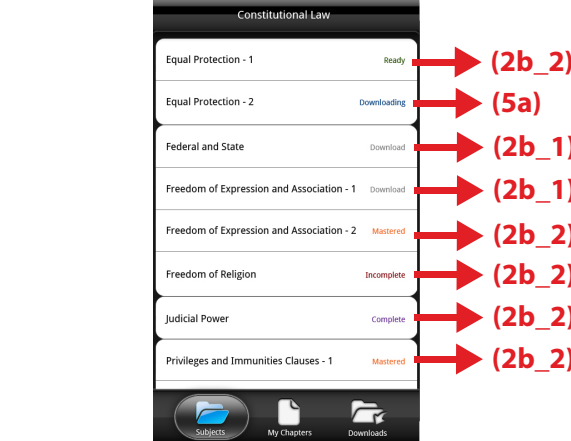 Constitutional Law
Equal Protection - 1 Ready (2b_2)
Equal Protection - 2 Downloading (5a)
Federal and State Download (2b_1)
Freedom of Expression and Association - 1 Download (2b_1)
Freedom of Expression and Association - 2 Mastered (2b_2)
Freedom of Religion Incomplete (2b_2)
Judicial Power Complete (2b_2)
Privileges and Immunities Clauses - 1 Mastered (2b_2)
Subjects My Chapters Downloads